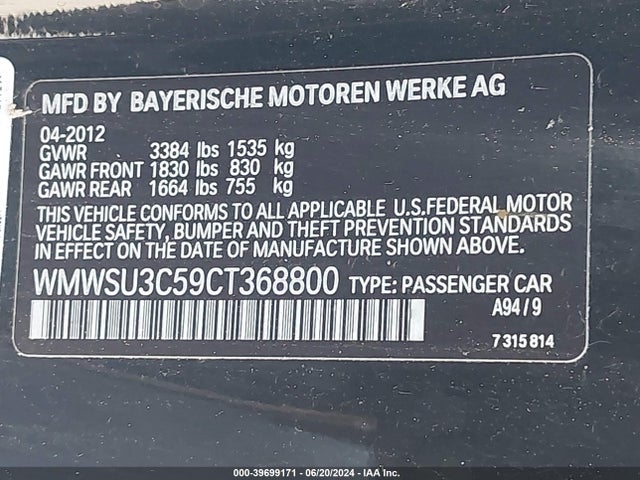 MFD BY BAYERISCHE MOTOREN WERKE AG
04-2012
GVWR 3384 lbs 1535 kg
GAWR FRONT 1830 lbs 830 kg
GAWR REAR 1664 lbs 755 kg
THIS VEHICLE CONFORMS TO ALL APPLICABLE U.S.FEDERAL MOTOR
VEHICLE SAFETY, BUMPER AND THEFT PREVENTION STANDARDS
IN EFFECT ON THE DATE OF MANUFACTURE SHOWN ABOVE.
WMWSU3C59CT368800 TYPE: PASSENGER CAR
A94/9
7 315 814
000-39699171 - 06/20/2024 - IAA Inc.